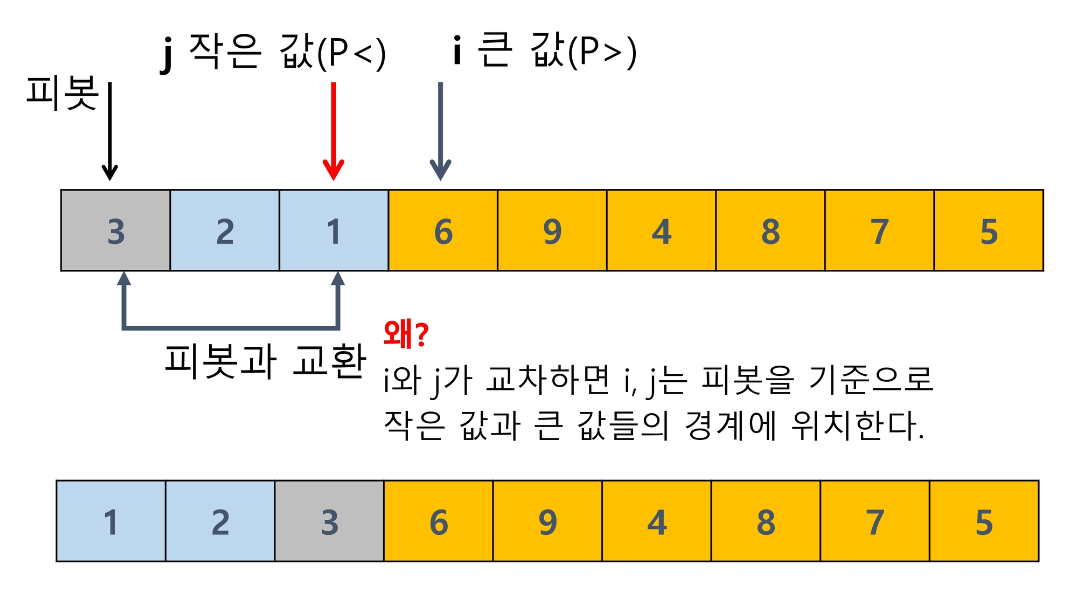 j 작은 값(P<)
i 큰 값(P>)
피봇
3 2 1 6 9 4 8 7 5
피봇과 교환
왜?
i와 j가 교차하면 i, j는 피봇을 기준으로
작은 값과 큰 값들의 경계에 위치한다.
1 2 3 6 9 4 8 7 5